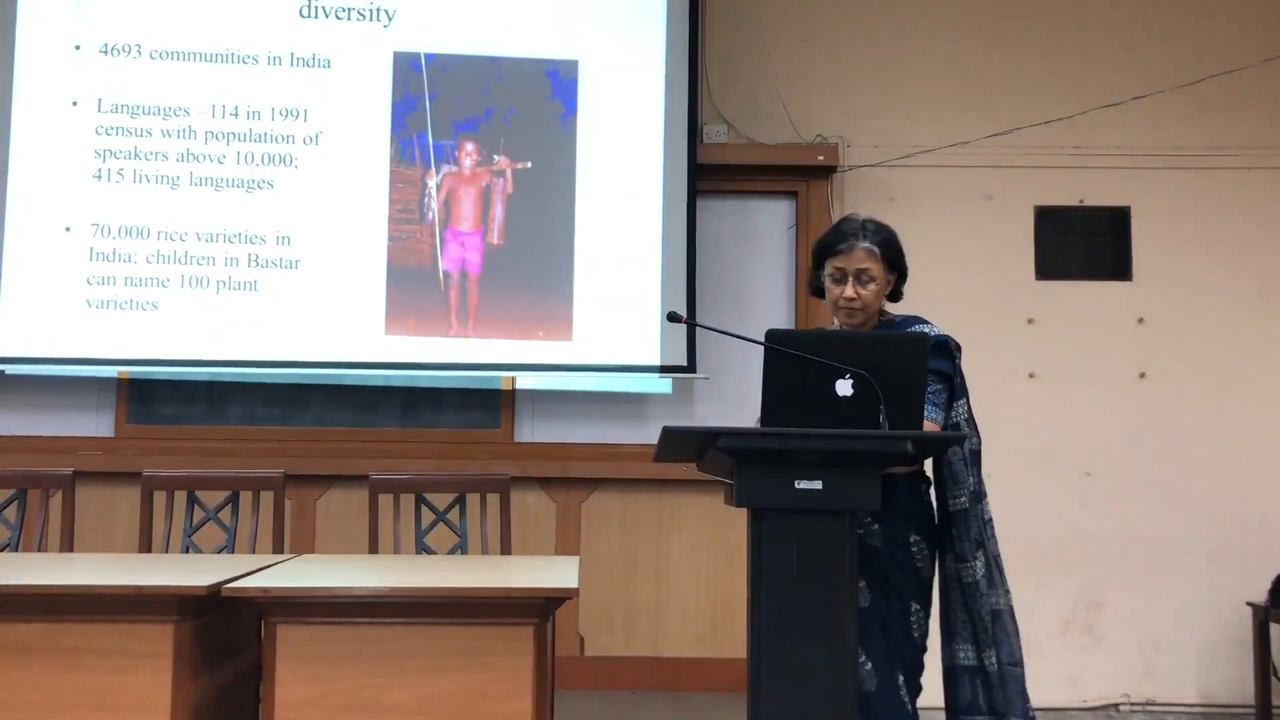 diversity
• 4693 communities in India
• Languages –114 in 1991
census with population of
speakers above 10,000;
415 living languages
• 70,000 rice varieties in
India; children in Bastar
can name 100 plant
varieties